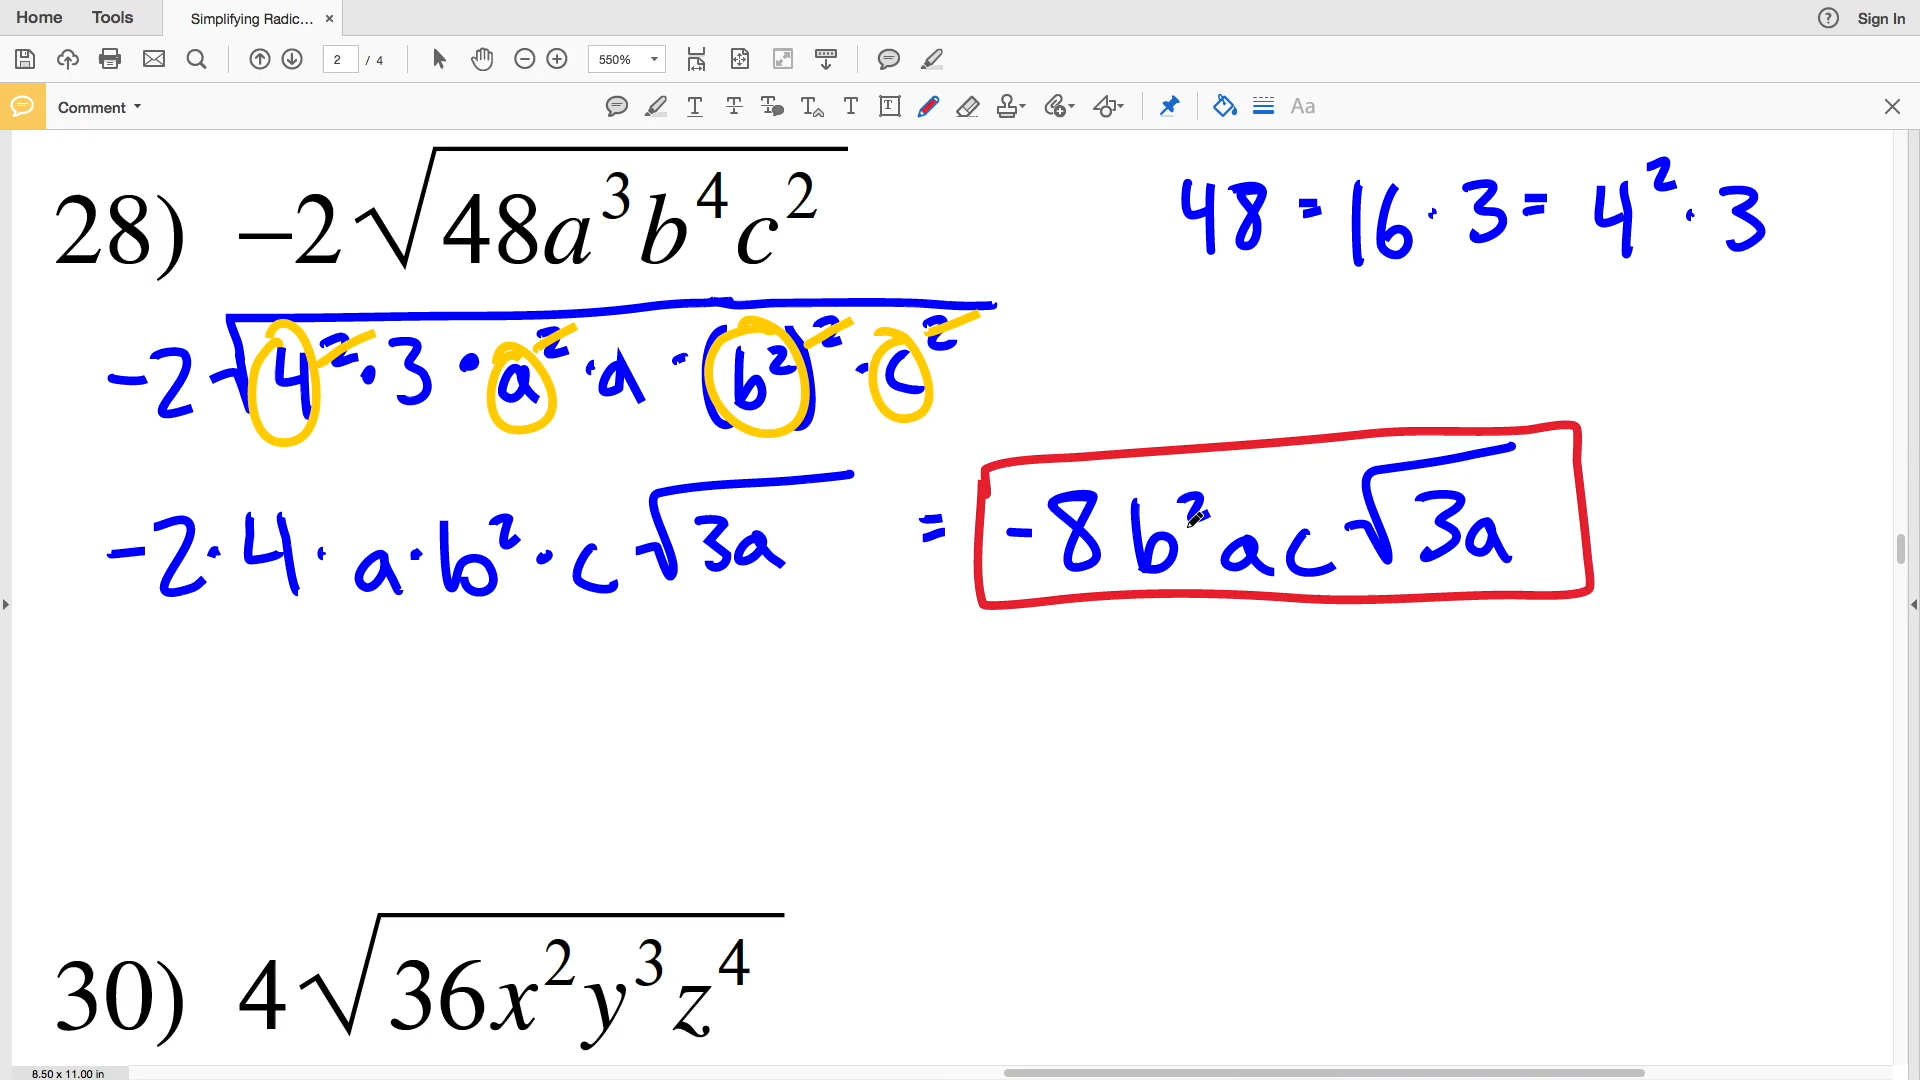 Home Tools Simplifying Radic... × Sign In
2 / 4 550%
Comment Aa
28) −2√48a³b⁴c²
48 = 16 · 3 = 4² · 3
-2√4² · 3 · a² · a · (b²)² · c²
-2 · 4 · a · b² · c √3a = -8b²ac√3a
30) 4√36x²y³z⁴
8.50 x 11.00 in